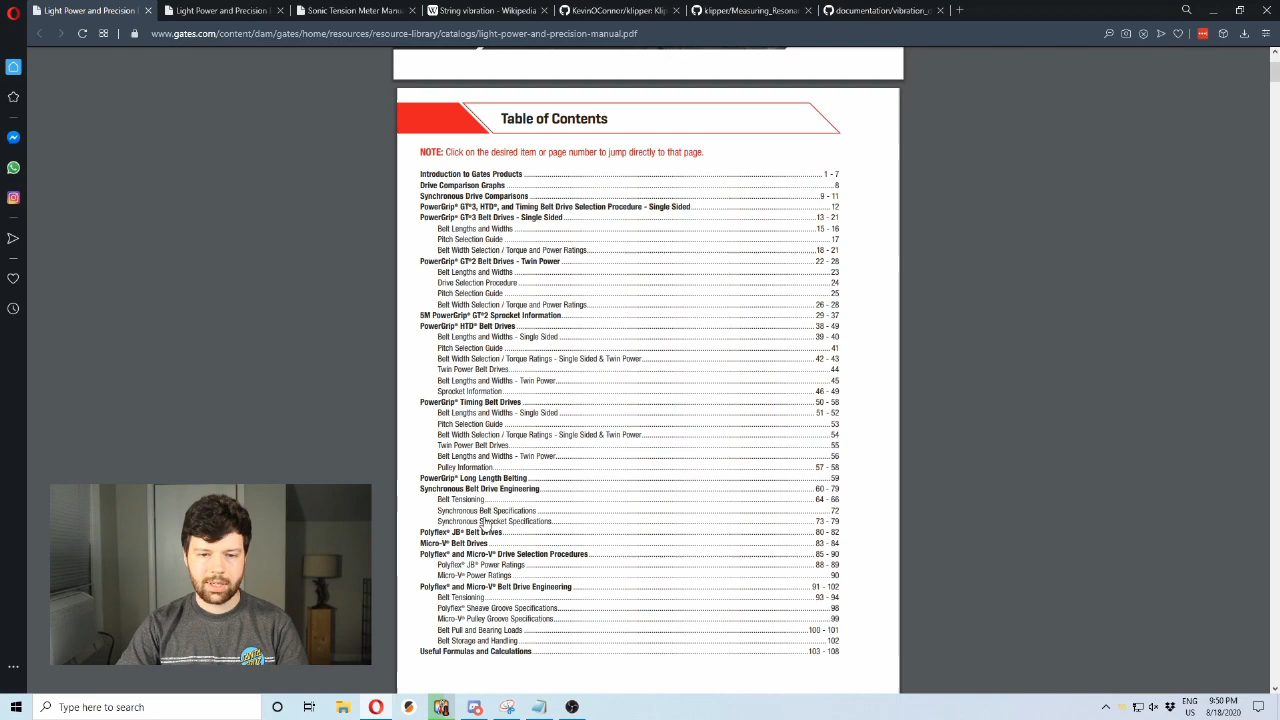 Light Power and Precision
Light Power and Precision
Sonic Tension Meter Manu
String vibration - Wikipedia
KevinOConnor/klipper Klip
klipper/Measuring_Resonan
documentation/vibration_c
www.gates.com/content/dam/gates/home/resources/resource-library/catalogs/light-power-and-precision-manual.pdf
Table of Contents
NOTE: Click on the desired item or page number to jump directly to that page.
Introduction to Gates Products 1 - 7
Drive Comparison Graphs 8
Synchronous Drive Comparisons 9 - 11
PowerGrip® GT®3, HTD®, and Timing Belt Drive Selection Procedure - Single Sided 12
PowerGrip® GT®3 Belt Drives - Single Sided 13 - 21
Belt Lengths and Widths 15 - 16
Pitch Selection Guide 17
Belt Width Selection / Torque and Power Ratings 18 - 21
PowerGrip® GT®2 Belt Drives - Twin Power 22 - 28
Belt Lengths and Widths 23
Drive Selection Procedure 24
Pitch Selection Guide 25
Belt Width Selection / Torque and Power Ratings 26 - 28
5M PowerGrip® GT®2 Sprocket Information 29 - 37
PowerGrip® HTD® Belt Drives 38 - 49
Belt Lengths and Widths - Single Sided 39 - 40
Pitch Selection Guide 41
Belt Width Selection / Torque Ratings - Single Sided & Twin Power 42 - 43
Twin Power Belt Drives 44
Belt Lengths and Widths - Twin Power 45
Sprocket Information 46 - 49
PowerGrip® Timing Belt Drives 50 - 58
Belt Lengths and Widths - Single Sided 51 - 52
Pitch Selection Guide 53
Belt Width Selection / Torque Ratings - Single Sided & Twin Power 54
Twin Power Belt Drives 55
Belt Lengths and Widths - Twin Power 56
Pulley Information 57 - 58
PowerGrip® Long Length Belting 59
Synchronous Belt Drive Engineering 60 - 79
Belt Tensioning 64 - 66
Synchronous Belt Specifications 72
Synchronous Sprocket Specifications 73 - 79
Polyflex® JB® Belt Drives 80 - 82
Micro-V® Belt Drives 83 - 84
Polyflex® and Micro-V® Drive Selection Procedures 85 - 90
Polyflex® JB® Power Ratings 88 - 89
Micro-V® Power Ratings 90
Polyflex® and Micro-V® Belt Drive Engineering 91 - 102
Belt Tensioning 93 - 94
Polyflex® Sheave Groove Specifications 98
Micro-V® Pulley Groove Specifications 99
Belt Pull and Bearing Loads 100 - 101
Belt Storage and Handling 102
Useful Formulas and Calculations 103 - 108
Type here to search
9:50 PM
8/18/2020